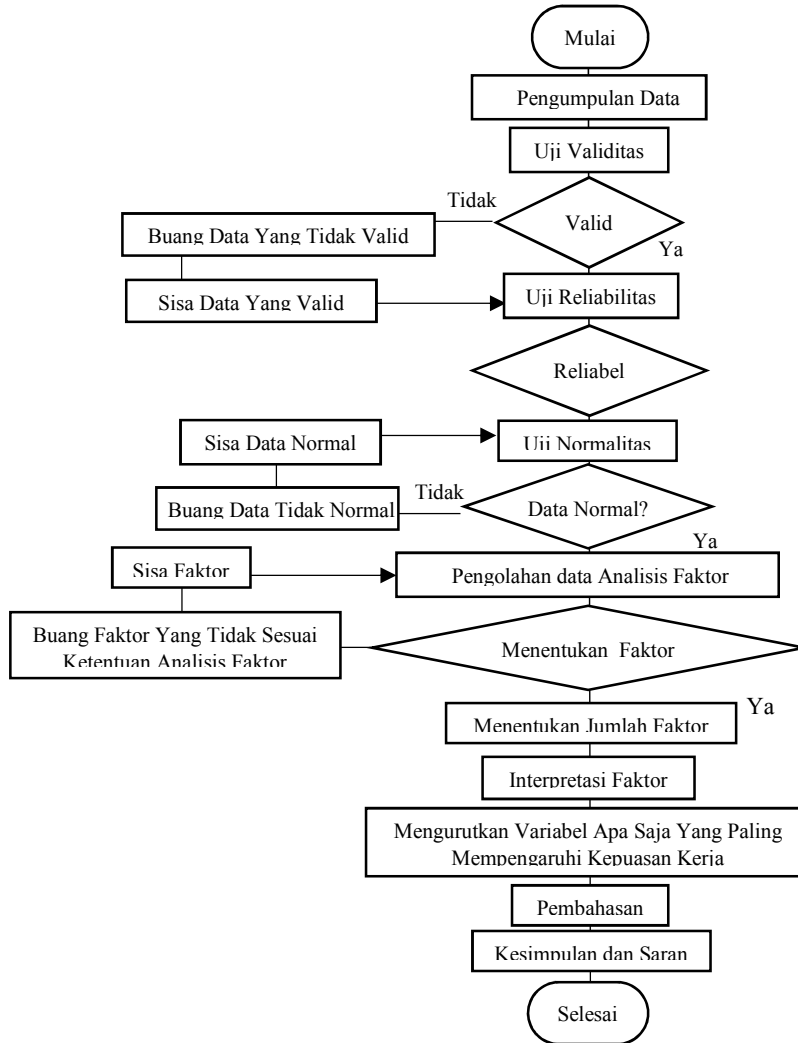 Mulai
Pengumpulan Data
Uji Validitas
Tidak
Valid
Buang Data Yang Tidak Valid
Ya
Sisa Data Yang Valid
Uji Reliabilitas
Reliabel
Sisa Data Normal
Uji Normalitas
Tidak
Buang Data Tidak Normal
Data Normal?
Ya
Sisa Faktor
Pengolahan data Analisis Faktor
Buang Faktor Yang Tidak Sesuai
Ketentuan Analisis Faktor
Menentukan Faktor
Ya
Menentukan Jumlah Faktor
Interpretasi Faktor
Mengurutkan Variabel Apa Saja Yang Paling
Mempengaruhi Kepuasan Kerja
Pembahasan
Kesimpulan dan Saran
Selesai